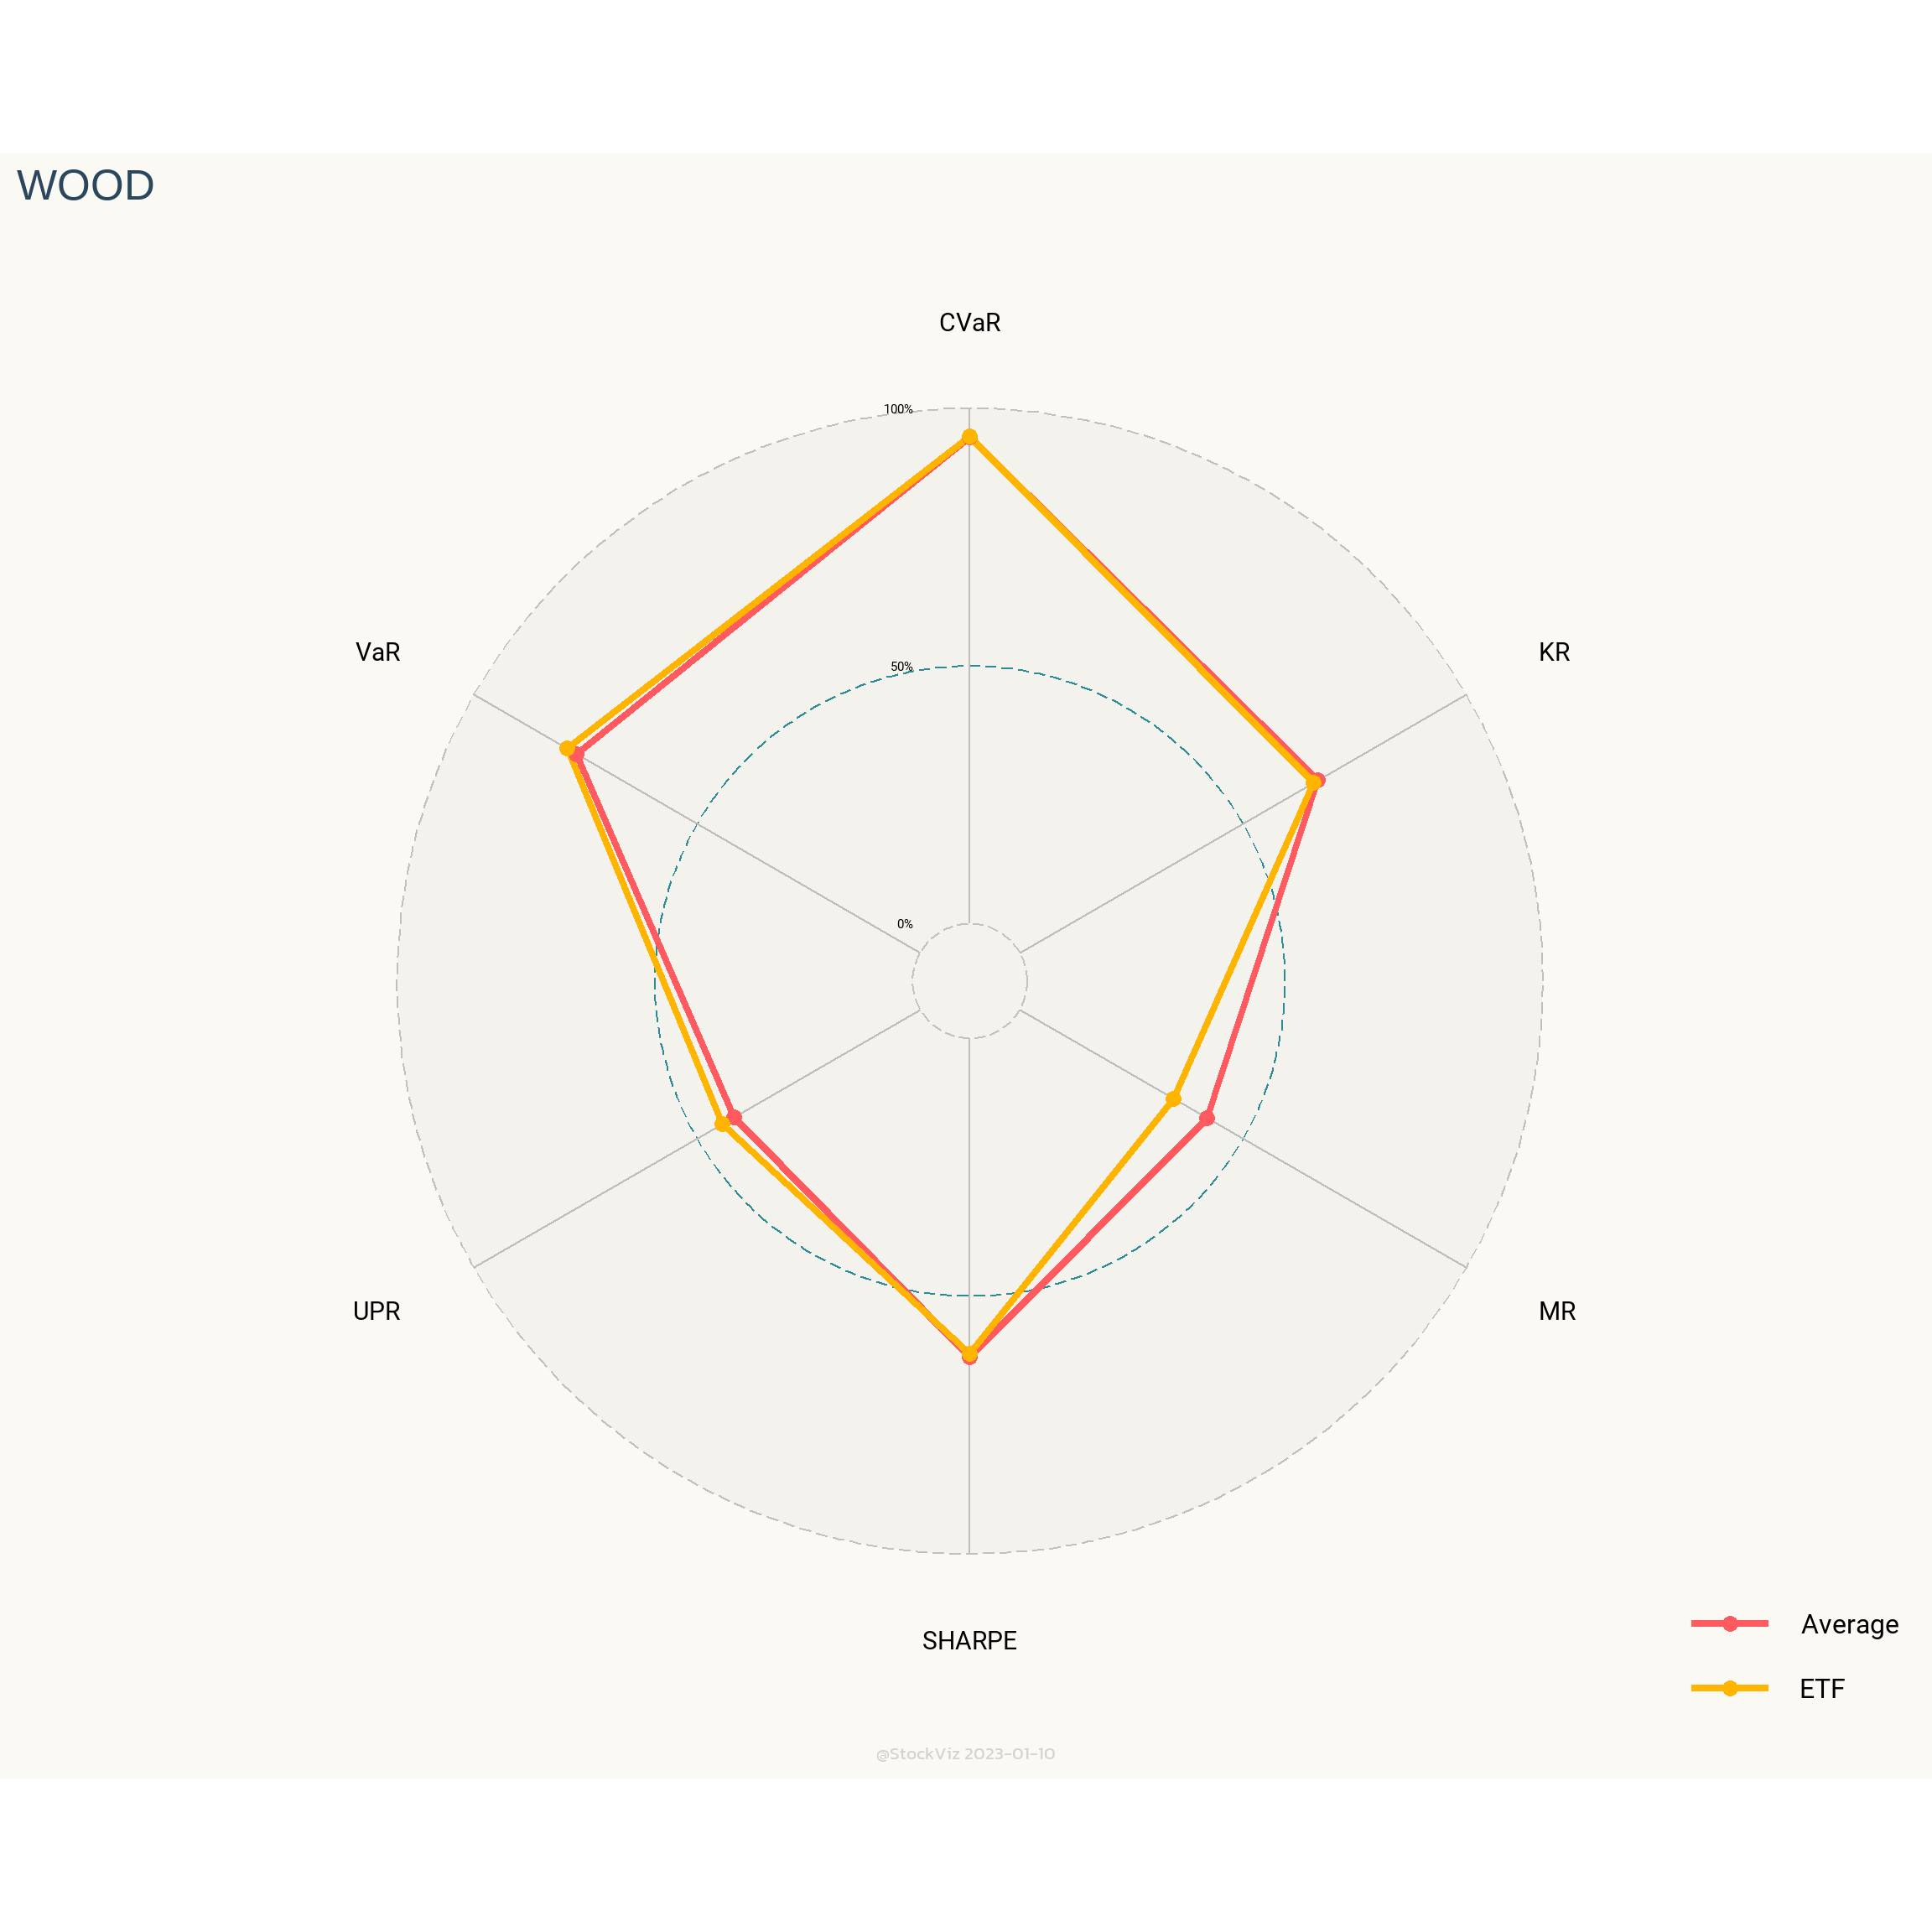 WOOD
CVaR
100%
VaR
KR
50%
0%
UPR
MR
SHARPE
Average
ETF
@StockViz 2023-01-10